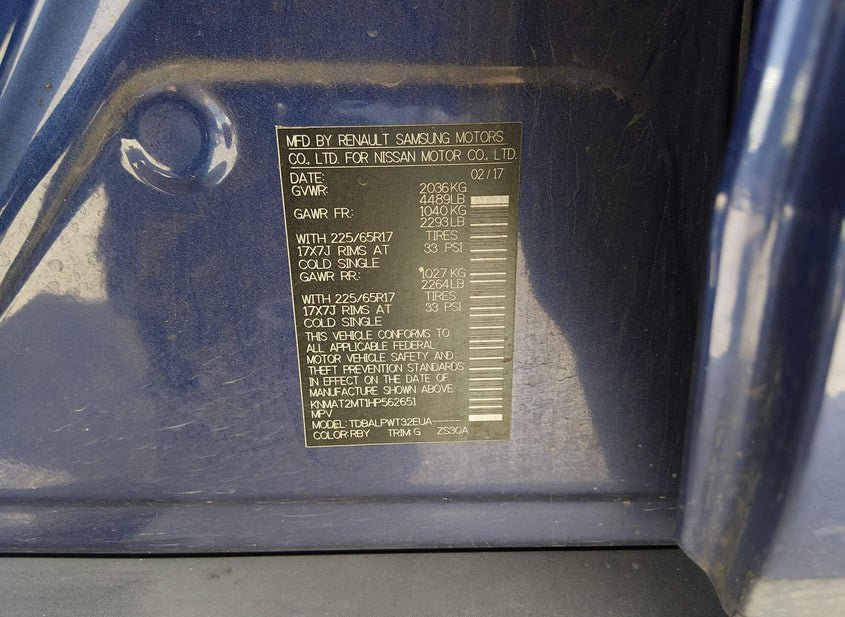 MFD BY RENAULT SAMSUNG MOTORS
CO., LTD. FOR NISSAN MOTOR CO., LTD.
DATE: 02/17
GVWR: 2036KG
4489LB
GAWR FR: 1040 KG
2293LB
WITH 225/65R17 TIRES
17X7J RIMS AT 33 PSI
COLD SINGLE
GAWR RR: 1027 KG
2264LB
WITH 225/65R17 TIRES
17X7J RIMS AT 33 PSI
COLD SINGLE
THIS VEHICLE CONFORMS TO
ALL APPLICABLE FEDERAL
MOTOR VEHICLE SAFETY AND
THEFT PREVENTION STANDARDS
IN EFFECT ON THE DATE OF
MANUFACTURE SHOWN ABOVE.
KNMAT2MT1HP562651
MPV
MODEL: TDBALPWT32EUA-----
COLOR:RBY TRIM:G ZS30A